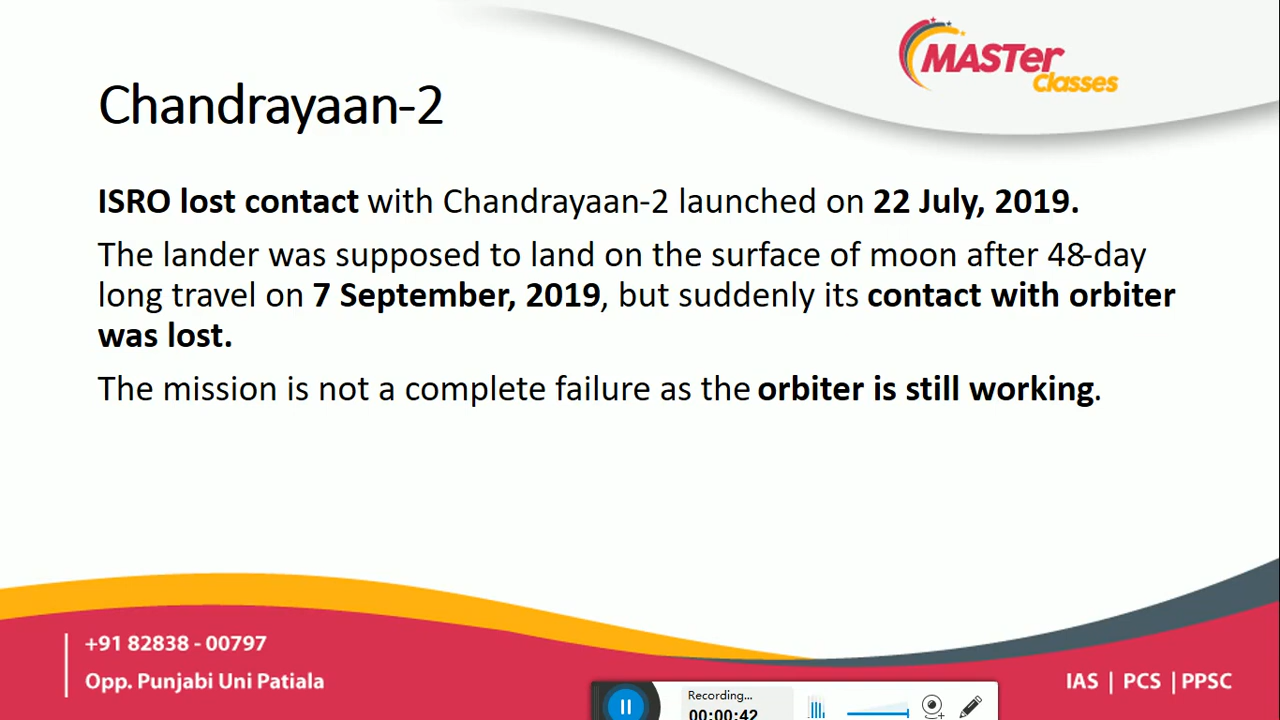 MASTer
Classes
Chandrayaan-2
ISRO lost contact with Chandrayaan-2 launched on 22 July, 2019.
The lander was supposed to land on the surface of moon after 48-day
long travel on 7 September, 2019, but suddenly its contact with orbiter
was lost.
The mission is not a complete failure as the orbiter is still working.
+91 82838 - 00797
Opp. Punjabi Uni Patiala
IAS | PCS | PPSC
Recording...
00:00:42